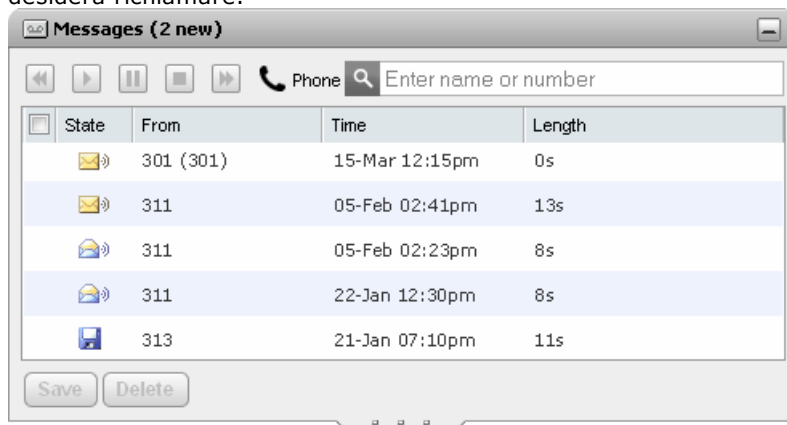 desidera richiamare.
Messages (2 new)
Phone Enter name or number
State From Time Length
301 (301) 15-Mar 12:15pm 0s
311 05-Feb 02:41pm 13s
311 05-Feb 02:23pm 8s
311 22-Jan 12:30pm 8s
313 21-Jan 07:10pm 11s
Save Delete